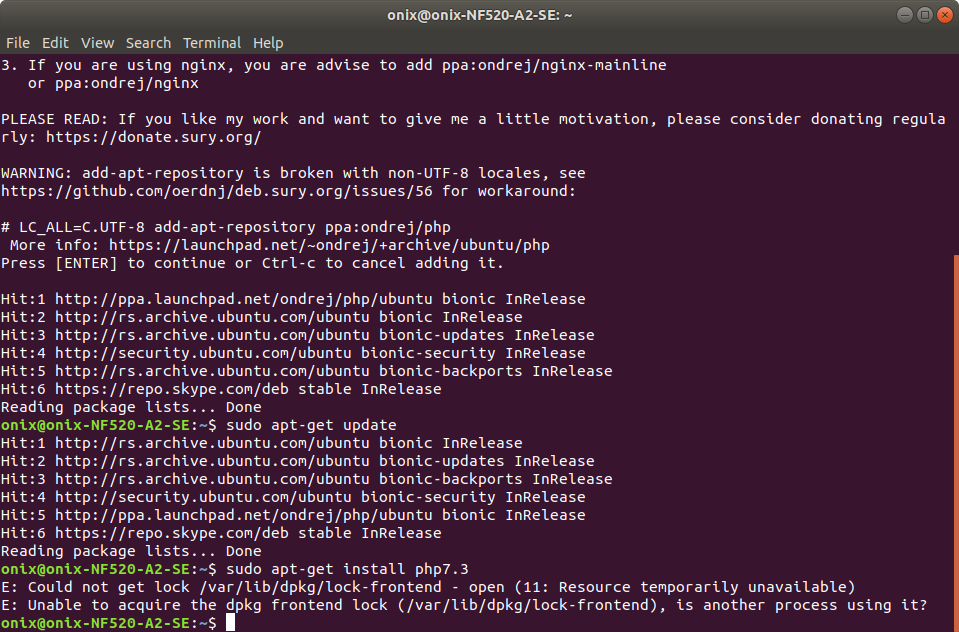 onix@onix-NF520-A2-SE: ~
File Edit View Search Terminal Help
3. If you are using nginx, you are advise to add ppa:ondrej/nginx-mainline
   or ppa:ondrej/nginx
PLEASE READ: If you like my work and want to give me a little motivation, please consider donating regula
rly: https://donate.sury.org/
WARNING: add-apt-repository is broken with non-UTF-8 locales, see
https://github.com/oerdnj/deb.sury.org/issues/56 for workaround:
# LC_ALL=C.UTF-8 add-apt-repository ppa:ondrej/php
 More info: https://launchpad.net/~ondrej/+archive/ubuntu/php
Press [ENTER] to continue or Ctrl-c to cancel adding it.
Hit:1 http://ppa.launchpad.net/ondrej/php/ubuntu bionic InRelease
Hit:2 http://rs.archive.ubuntu.com/ubuntu bionic InRelease
Hit:3 http://rs.archive.ubuntu.com/ubuntu bionic-updates InRelease
Hit:4 http://security.ubuntu.com/ubuntu bionic-security InRelease
Hit:5 http://rs.archive.ubuntu.com/ubuntu bionic-backports InRelease
Hit:6 https://repo.skype.com/deb stable InRelease
Reading package lists... Done
onix@onix-NF520-A2-SE:~$ sudo apt-get update
Hit:1 http://rs.archive.ubuntu.com/ubuntu bionic InRelease
Hit:2 http://rs.archive.ubuntu.com/ubuntu bionic-updates InRelease
Hit:3 http://rs.archive.ubuntu.com/ubuntu bionic-backports InRelease
Hit:4 http://security.ubuntu.com/ubuntu bionic-security InRelease
Hit:5 http://ppa.launchpad.net/ondrej/php/ubuntu bionic InRelease
Hit:6 https://repo.skype.com/deb stable InRelease
Reading package lists... Done
onix@onix-NF520-A2-SE:~$ sudo apt-get install php7.3
E: Could not get lock /var/lib/dpkg/lock-frontend - open (11: Resource temporarily unavailable)
E: Unable to acquire the dpkg frontend lock (/var/lib/dpkg/lock-frontend), is another process using it?
onix@onix-NF520-A2-SE:~$